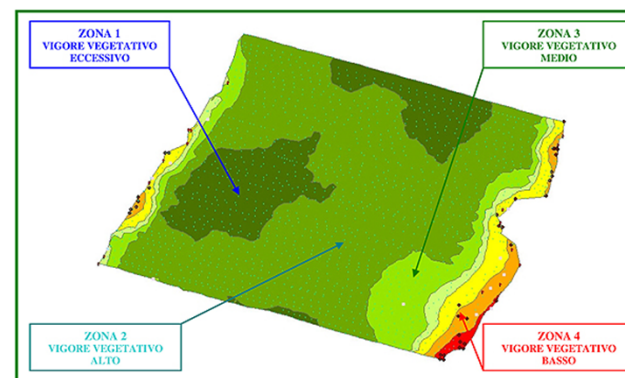 ZONA 1
VIGORE VEGETATIVO
ECCESSIVO
ZONA 3
VIGORE VEGETATIVO
MEDIO
ZONA 2
VIGORE VEGETATIVO
ALTO
ZONA 4
VIGORE VEGETATIVO
BASSO